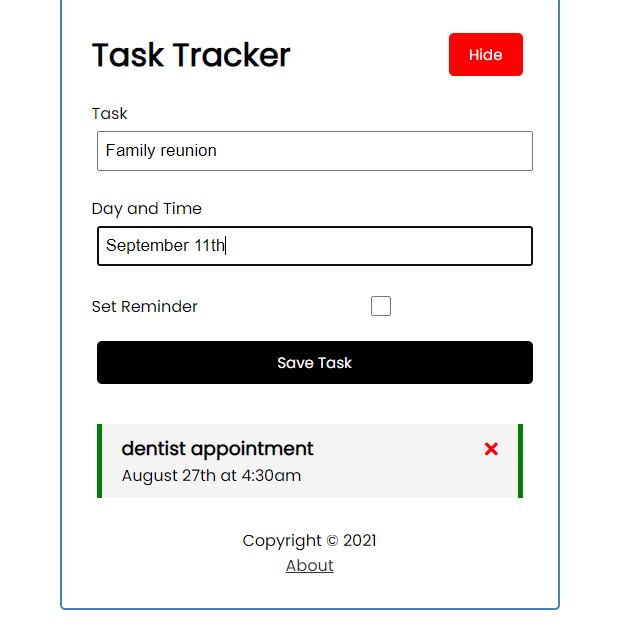 Task Tracker
Hide
Task
Family reunion
Day and Time
September 11th
Set Reminder
Save Task
dentist appointment
August 27th at 4:30am
Copyright © 2021
About